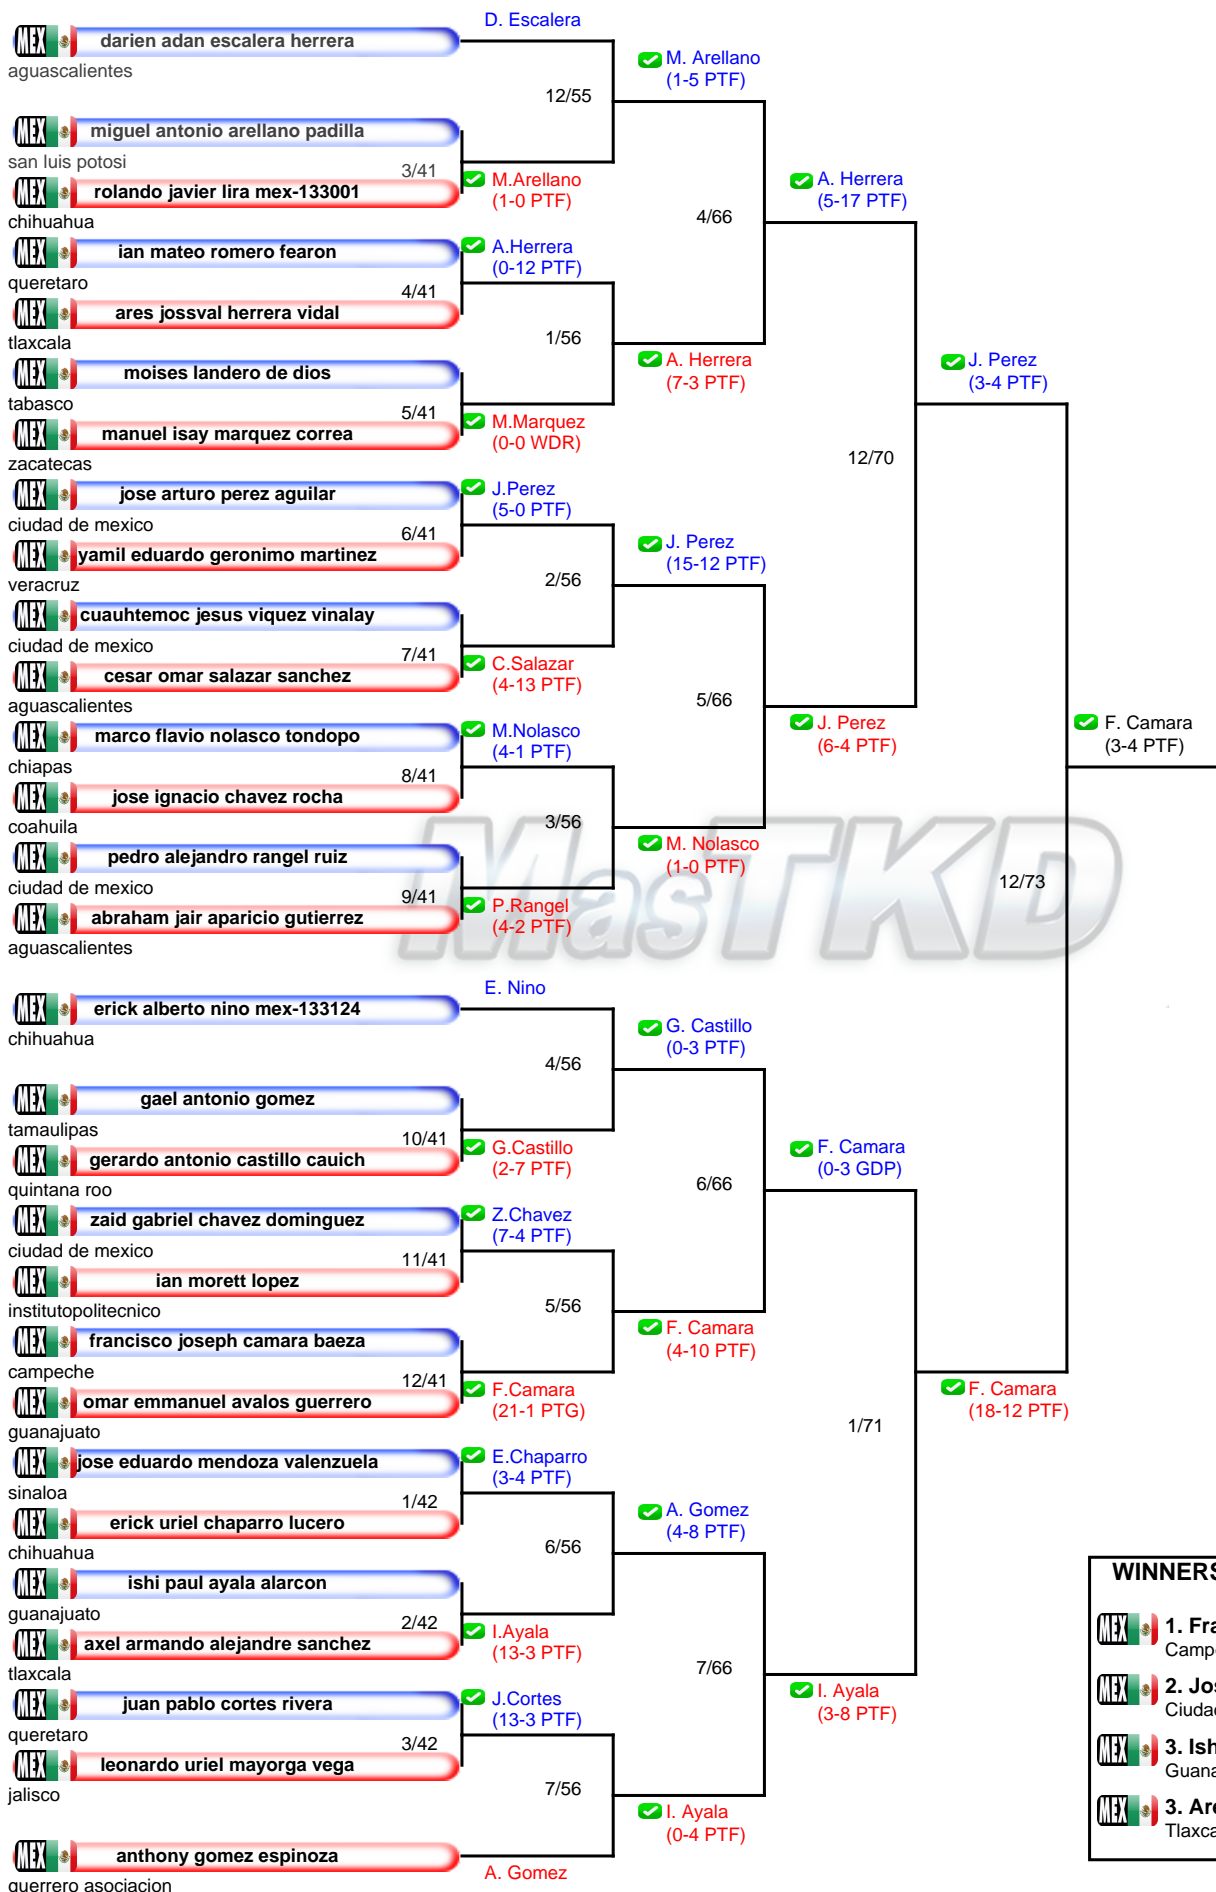 D. Escalera
MEX darien adan escalera herrera
aguascalientes
M. Arellano
(1-5 PTF)
12/55
MEX miguel antonio arellano padilla
san luis potosi
3/41
M.Arellano
(1-0 PTF)
MEX rolando javier lira mex-133001
chihuahua
A. Herrera
(5-17 PTF)
4/66
MEX ian mateo romero fearon
queretaro
A.Herrera
(0-12 PTF)
4/41
MEX ares jossval herrera vidal
tlaxcala
1/56
A. Herrera
(7-3 PTF)
MEX moises landero de dios
tabasco
5/41
M.Marquez
(0-0 WDR)
MEX manuel isay marquez correa
zacatecas
J. Perez
(3-4 PTF)
12/70
MEX jose arturo perez aguilar
ciudad de mexico
J.Perez
(5-0 PTF)
6/41
MEX yamil eduardo geronimo martinez
veracruz
J. Perez
(15-12 PTF)
2/56
MEX cuauhtemoc jesus viquez vinalay
ciudad de mexico
7/41
C.Salazar
(4-13 PTF)
MEX cesar omar salazar sanchez
aguascalientes
5/66
J. Perez
(6-4 PTF)
MEX marco flavio nolasco tondopo
chiapas
M.Nolasco
(4-1 PTF)
8/41
MEX jose ignacio chavez rocha
coahuila
3/56
M. Nolasco
(1-0 PTF)
MEX pedro alejandro rangel ruiz
ciudad de mexico
9/41
P.Rangel
(4-2 PTF)
MEX abraham jair aparicio gutierrez
aguascalientes
F. Camara
(3-4 PTF)
12/73
MasTKD
E. Nino
MEX erick alberto nino mex-133124
chihuahua
G. Castillo
(0-3 PTF)
4/56
MEX gael antonio gomez
tamaulipas
10/41
G.Castillo
(2-7 PTF)
MEX gerardo antonio castillo cauich
quintana roo
F. Camara
(0-3 GDP)
6/66
MEX zaid gabriel chavez dominguez
ciudad de mexico
Z.Chavez
(7-4 PTF)
11/41
MEX ian morett lopez
institutopolitecnico
5/56
F. Camara
(4-10 PTF)
MEX francisco joseph camara baeza
campeche
12/41
F.Camara
(21-1 PTG)
MEX omar emmanuel avalos guerrero
guanajuato
F. Camara
(18-12 PTF)
1/71
MEX jose eduardo mendoza valenzuela
sinaloa
E.Chaparro
(3-4 PTF)
1/42
MEX erick uriel chaparro lucero
chihuahua
A. Gomez
(4-8 PTF)
6/56
MEX ishi paul ayala alarcon
guanajuato
2/42
I.Ayala
(13-3 PTF)
MEX axel armando alejandre sanchez
tlaxcala
7/66
I. Ayala
(3-8 PTF)
MEX juan pablo cortes rivera
queretaro
J.Cortes
(13-3 PTF)
3/42
MEX leonardo uriel mayorga vega
jalisco
7/56
I. Ayala
(0-4 PTF)
MEX anthony gomez espinoza
guerrero asociacion
A. Gomez
WINNERS
MEX 1. Fra
Camp
MEX 2. Jos
Ciudad
MEX 3. Ish
Guana
MEX 3. Are
Tlaxca